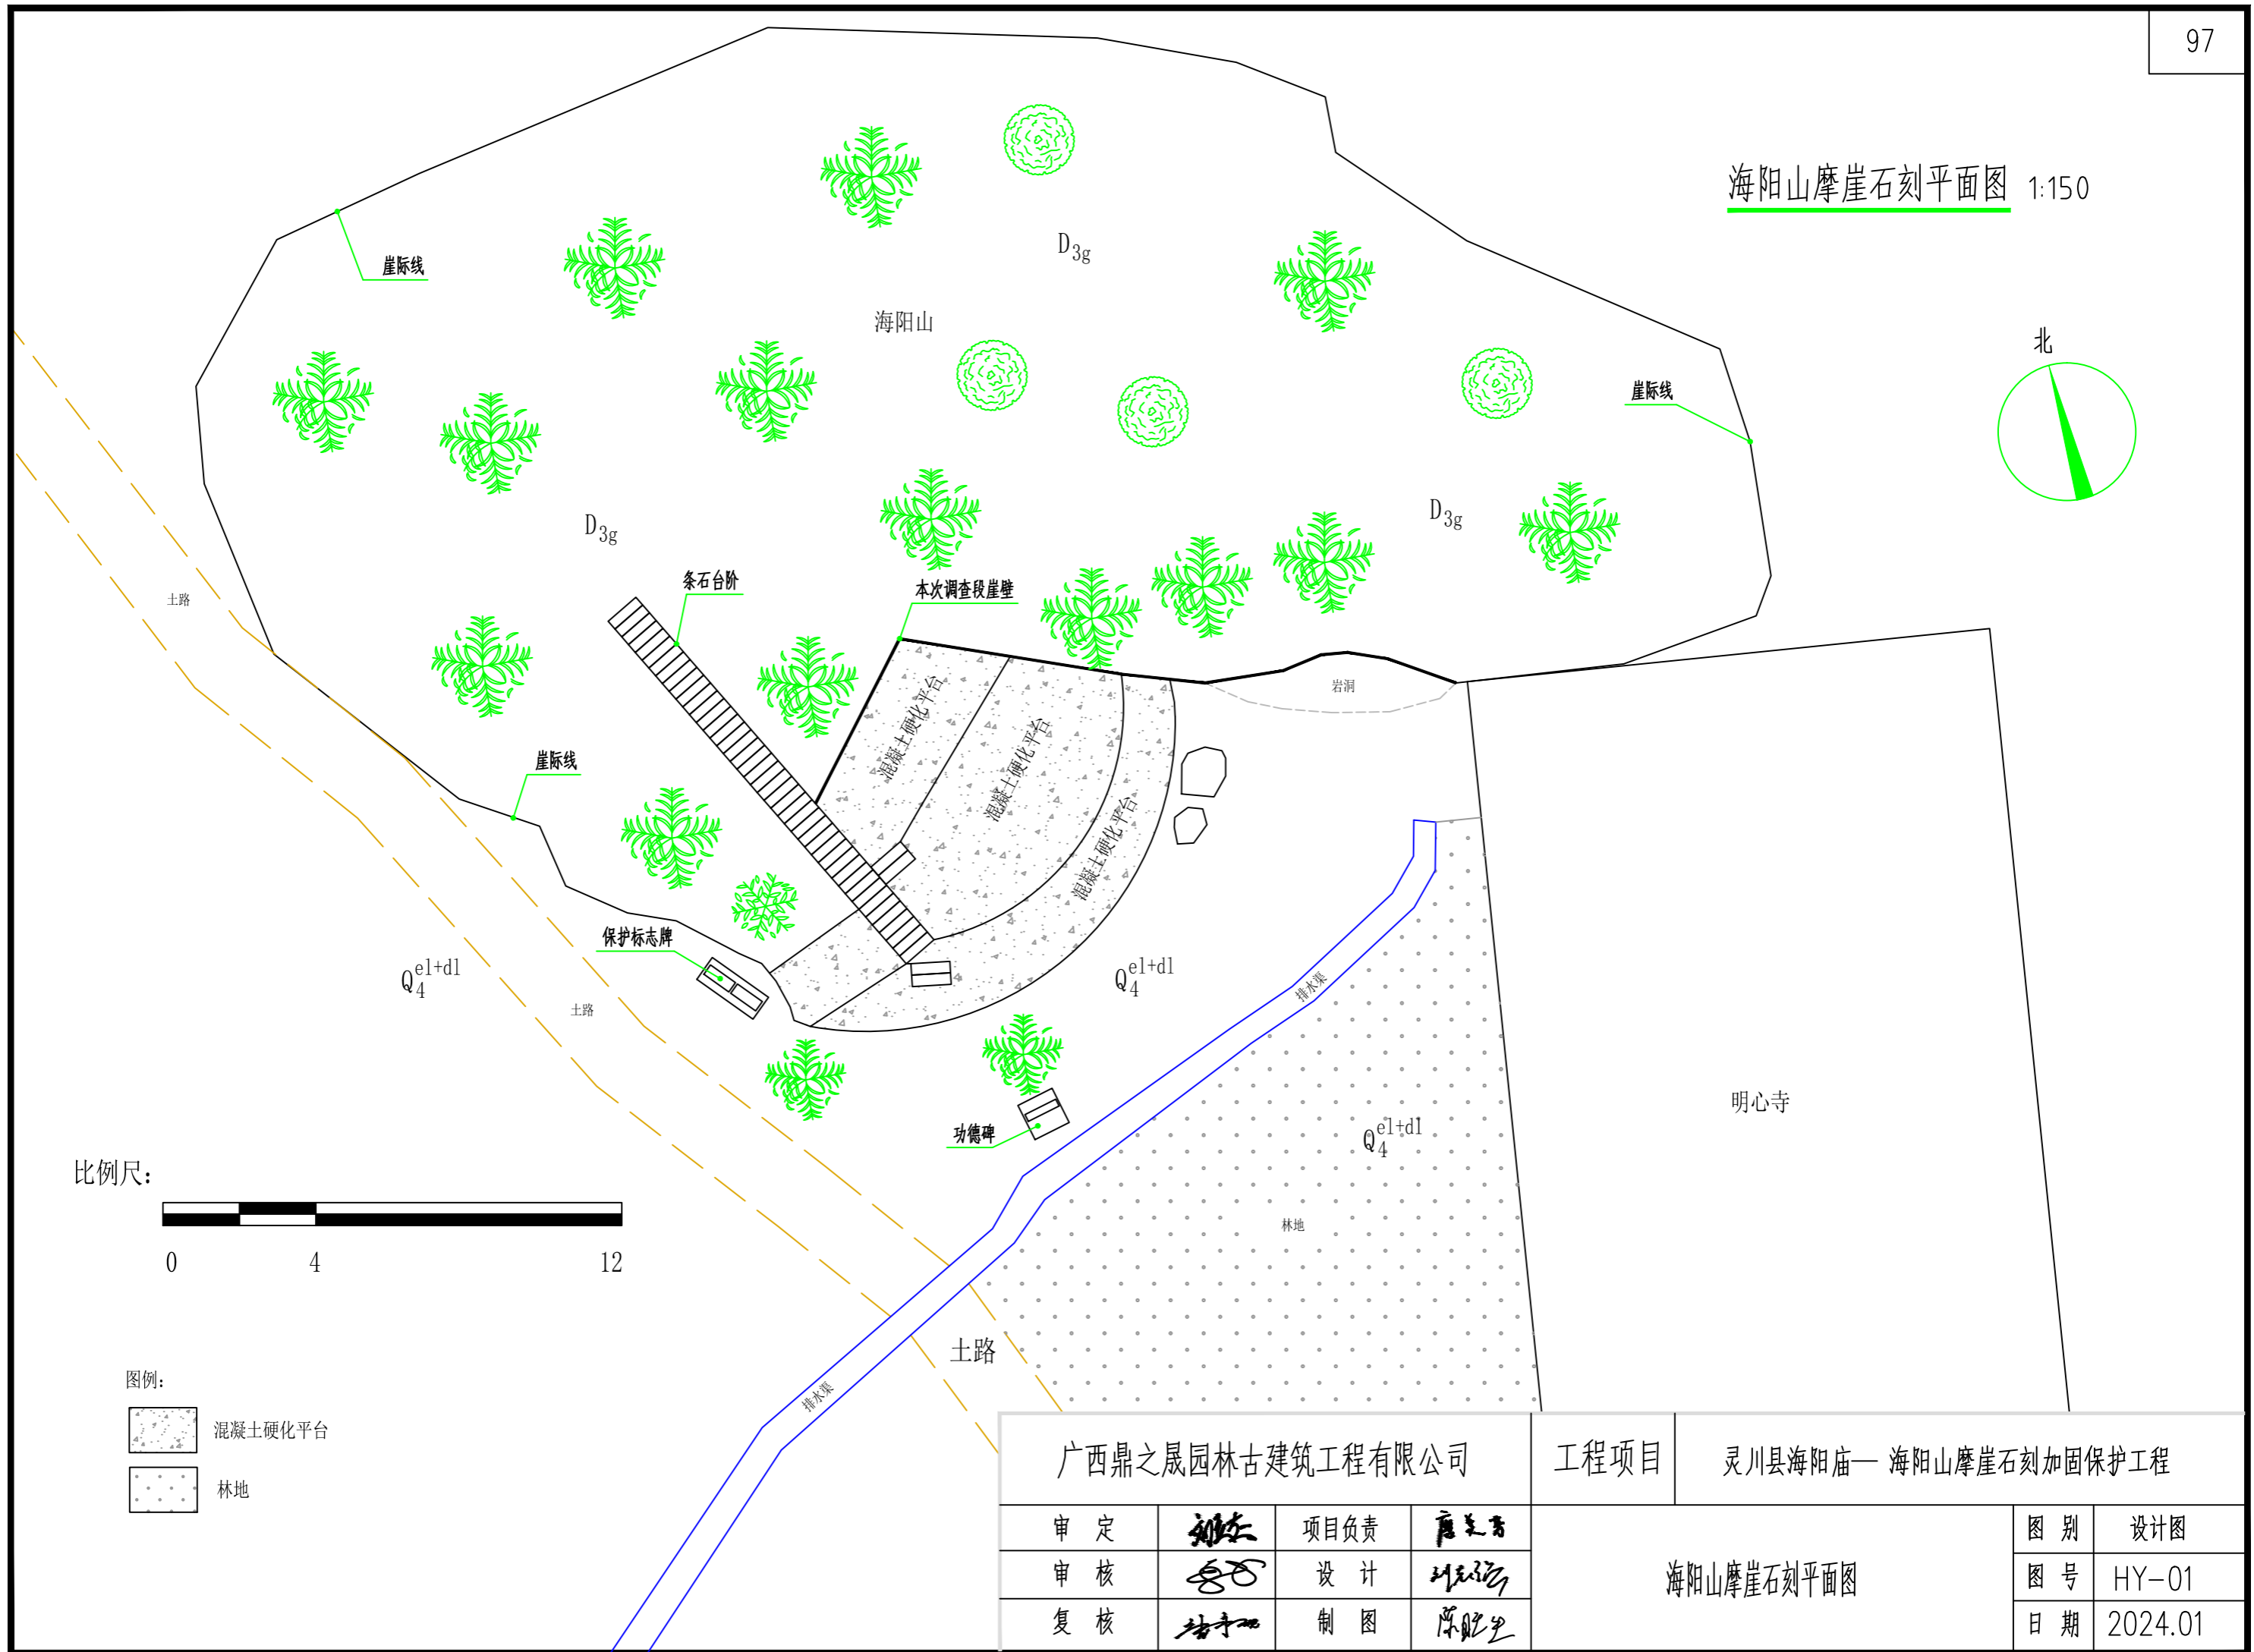 97
海阳山摩崖石刻平面图 1:150
北
D3g
崖际线
海阳山
崖际线
D3g
D3g
条石台阶
本次调查段崖壁
土路
岩洞
混凝土硬化平台
混凝土硬化平台
混凝土硬化平台
崖际线
保护标志牌
Q4el+dl
土路
Q4el+dl
排水渠
明心寺
功德碑
Q4el+dl
林地
比例尺:
0 4 12
土路
排水渠
图例:
混凝土硬化平台
林地
广西鼎之晟园林古建筑工程有限公司 工程项目 灵川县海阳庙— 海阳山摩崖石刻加固保护工程
审 定 项目负责
审 核 设 计
复 核 制 图
海阳山摩崖石刻平面图
图 别 设计图
图 号 HY-01
日 期 2024.01